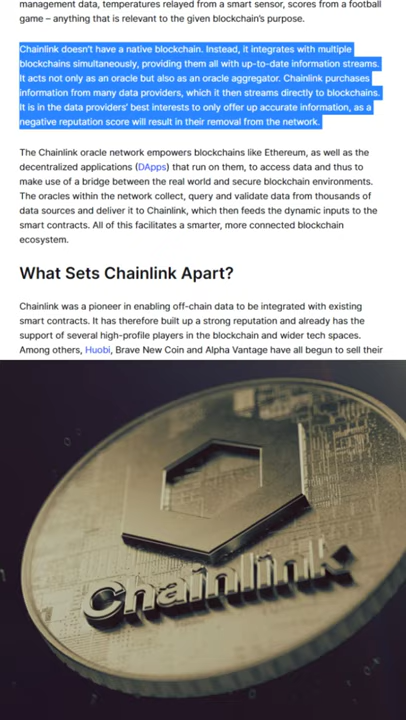 management data, temperatures relayed from a smart sensor, scores from a football
game – anything that is relevant to the given blockchain's purpose.
Chainlink doesn't have a native blockchain. Instead, it integrates with multiple
blockchains simultaneously, providing them all with up-to-date information streams.
It acts not only as an oracle but also as an oracle aggregator. Chainlink purchases
information from many data providers, which it then streams directly to blockchains.
It is in the data providers' best interests to only offer up accurate information, as a
negative reputation score will result in their removal from the network.
The Chainlink oracle network empowers blockchains like Ethereum, as well as the
decentralized applications (DApps) that run on them, to access data and thus to
make use of a bridge between the real world and secure blockchain environments.
The oracles within the network collect, query and validate data from thousands of
data sources and deliver it to Chainlink, which then feeds the dynamic inputs to the
smart contracts. All of this facilitates a smarter, more connected blockchain
ecosystem.
What Sets Chainlink Apart?
Chainlink was a pioneer in enabling off-chain data to be integrated with existing
smart contracts. It has therefore built up a strong reputation and already has the
support of several high-profile players in the blockchain and wider tech spaces.
Among others, Huobi, Brave New Coin and Alpha Vantage have all begun to sell their
Chainlink